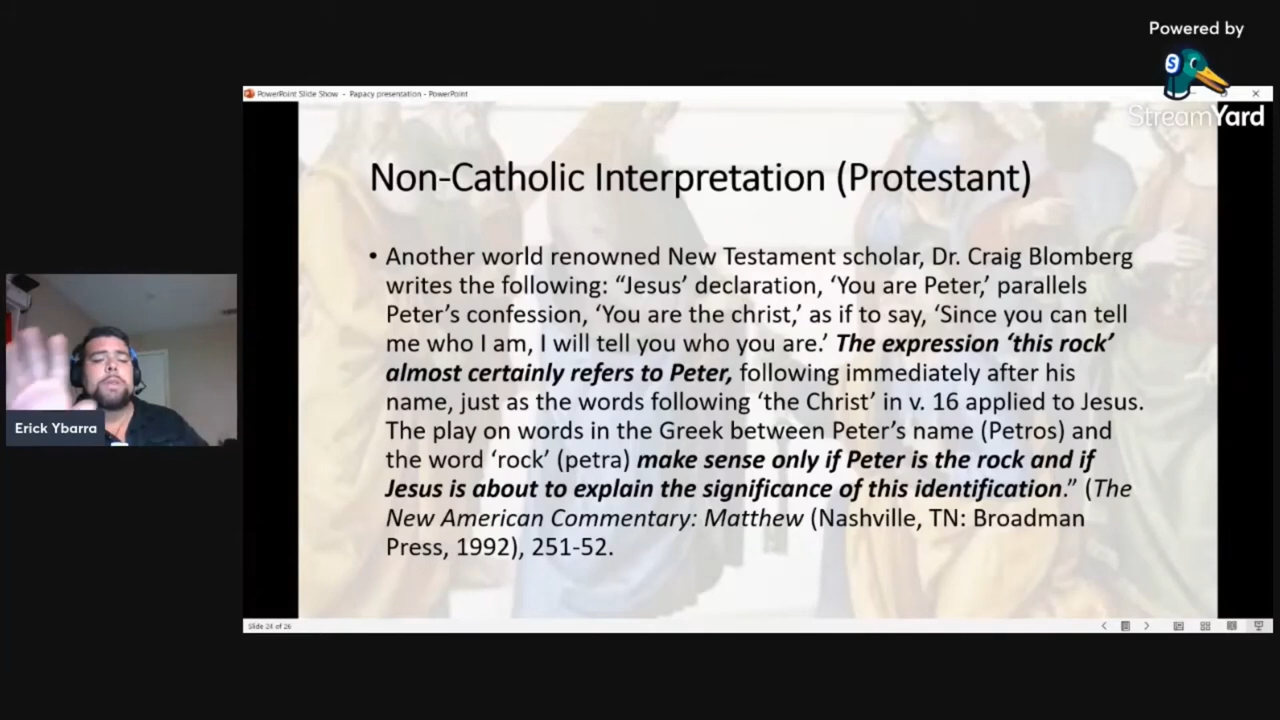 Powered by
S
StreamYard
PowerPoint Slide Show - Papacy presentation - PowerPoint
Non-Catholic Interpretation (Protestant)
• Another world renowned New Testament scholar, Dr. Craig Blomberg
writes the following: “Jesus’ declaration, ‘You are Peter,’ parallels
Peter’s confession, ‘You are the christ,’ as if to say, ‘Since you can tell
me who I am, I will tell you who you are.’ The expression ‘this rock’
almost certainly refers to Peter, following immediately after his
name, just as the words following ‘the Christ’ in v. 16 applied to Jesus.
The play on words in the Greek between Peter’s name (Petros) and
the word ‘rock’ (petra) make sense only if Peter is the rock and if
Jesus is about to explain the significance of this identification.” (The
New American Commentary: Matthew (Nashville, TN: Broadman
Press, 1992), 251-52.
Erick Ybarra
Slide 24 of 26